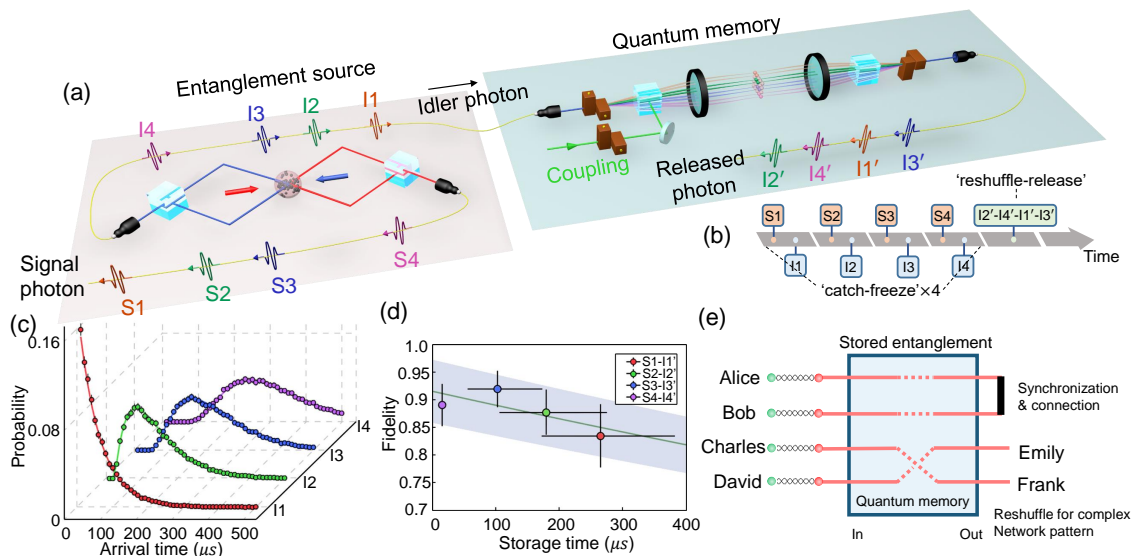 (a)
Entanglement source
Quantum memory
Idler photon
I4
I3
I2
I1
Coupling
Released
photon
I2′
I4′
I1′
I3′
Signal
photon
S1
S2
S3
S4
(b)
'reshuffle-release'
S1
S2
S3
S4
I2′-I4′-I1′-I3′
I1
I2
I3
I4
Time
'catch-freeze'×4
(c)
Probability
0.16
0.08
0
0 100 200 300 400 500
Arrival time (μs)
I1
I2
I3
I4
(d)
Fidelity
1.0
0.95
0.9
0.85
0.8
0.75
0.7
0 100 200 300 400
Storage time (μs)
S1-I1'
S2-I2'
S3-I3'
S4-I4'
(e)
Stored entanglement
Alice
Bob
Charles
David
Synchronization
& connection
Emily
Frank
Quantum memory
In
Out
Reshuffle for complex
Network pattern